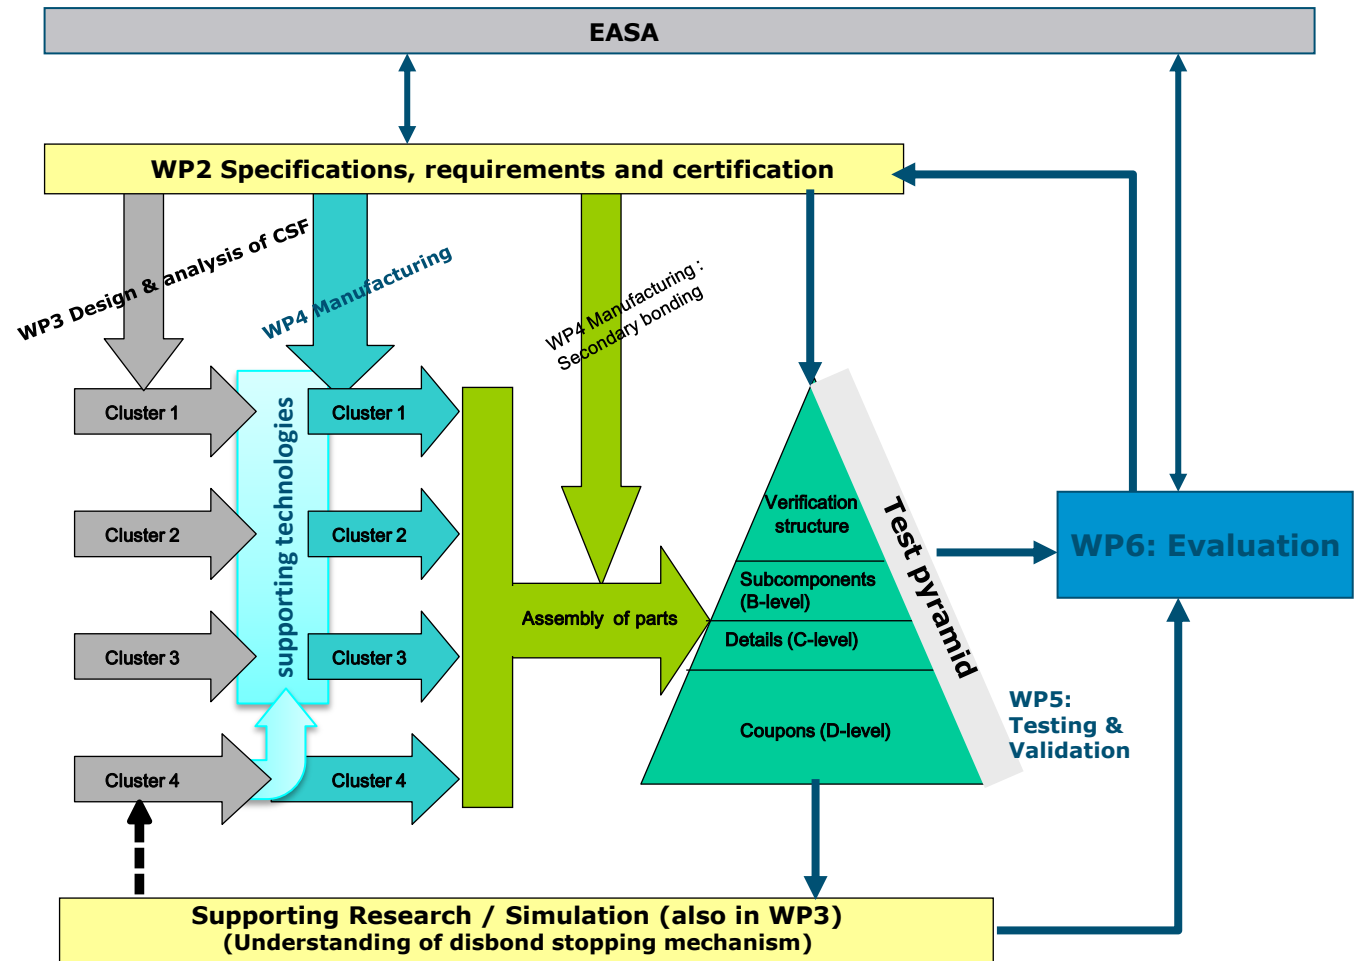 EASA
WP2 Specifications, requirements and certification
WP3 Design & analysis of CSF
WP4 Manufacturing
WP4 Manufacturing :
Secondary bonding
Cluster 1
Cluster 2
Cluster 3
Cluster 4
supporting technologies
Cluster 1
Cluster 2
Cluster 3
Cluster 4
Assembly of parts
Verification
structure
Subcomponents
(B-level)
Details (C-level)
Coupons (D-level)
Test pyramid
WP5:
Testing &
Validation
WP6: Evaluation
Supporting Research / Simulation (also in WP3)
(Understanding of disbond stopping mechanism)